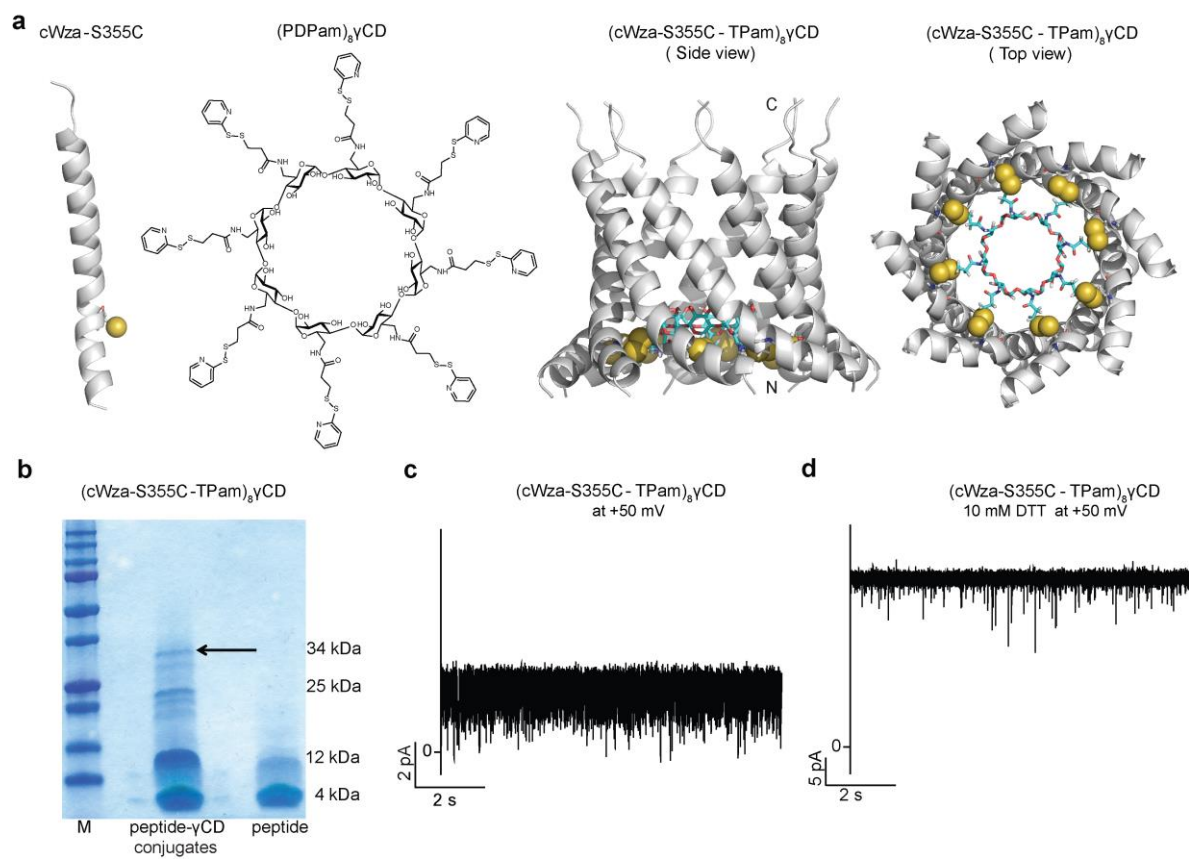 a
cWza-S355C
(PDPam)₈γCD
(cWza-S355C - TPam)₈γCD
( Side view)
(cWza-S355C - TPam)₈γCD
( Top view)
C
N
b
(cWza-S355C-TPam)₈γCD
34 kDa
25 kDa
12 kDa
4 kDa
M
peptide-γCD
conjugates
peptide
c
(cWza-S355C - TPam)₈γCD
at +50 mV
0
2 pA
2 s
d
(cWza-S355C - TPam)₈γCD
10 mM DTT at +50 mV
0
5 pA
2 s